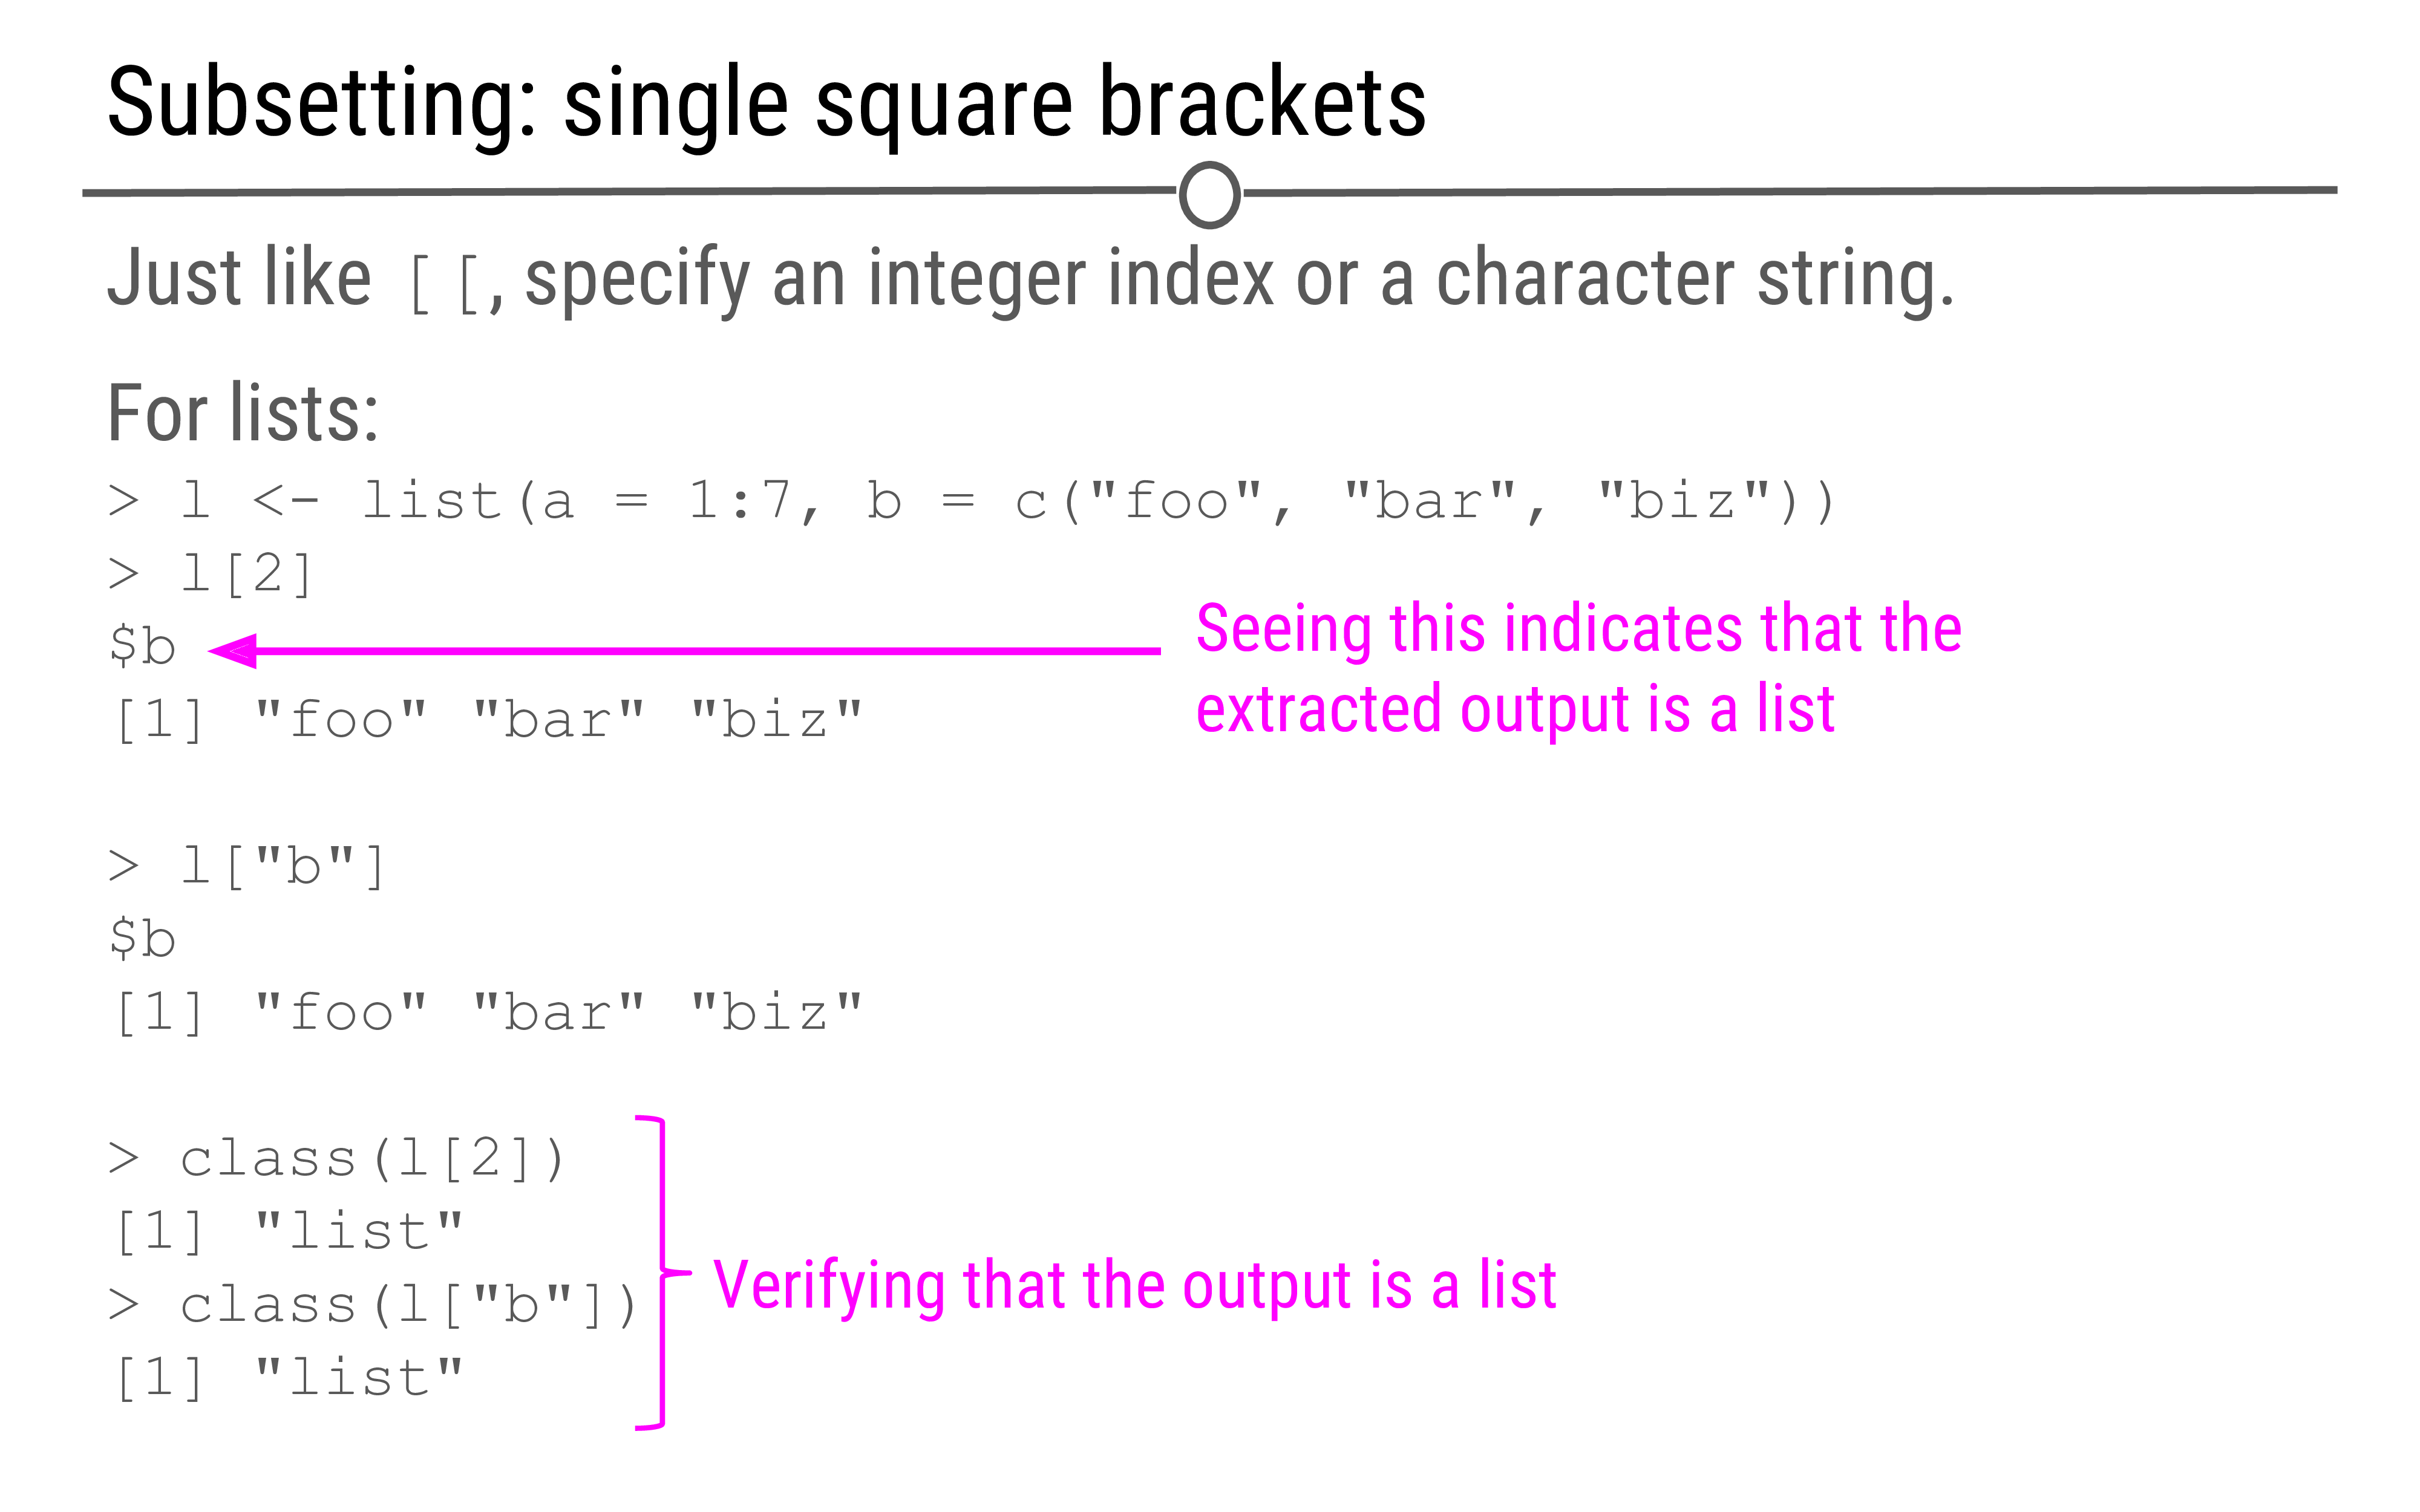 Subsetting: single square brackets
Just like [[, specify an integer index or a character string.
For lists:
> l <- list(a = 1:7, b = c("foo", "bar", "biz"))
> l[2]
$b
Seeing this indicates that the
extracted output is a list
[1] "foo" "bar" "biz"
> l["b"]
$b
[1] "foo" "bar" "biz"
> class(l[2])
[1] "list"
> class(l["b"])
[1] "list"
Verifying that the output is a list